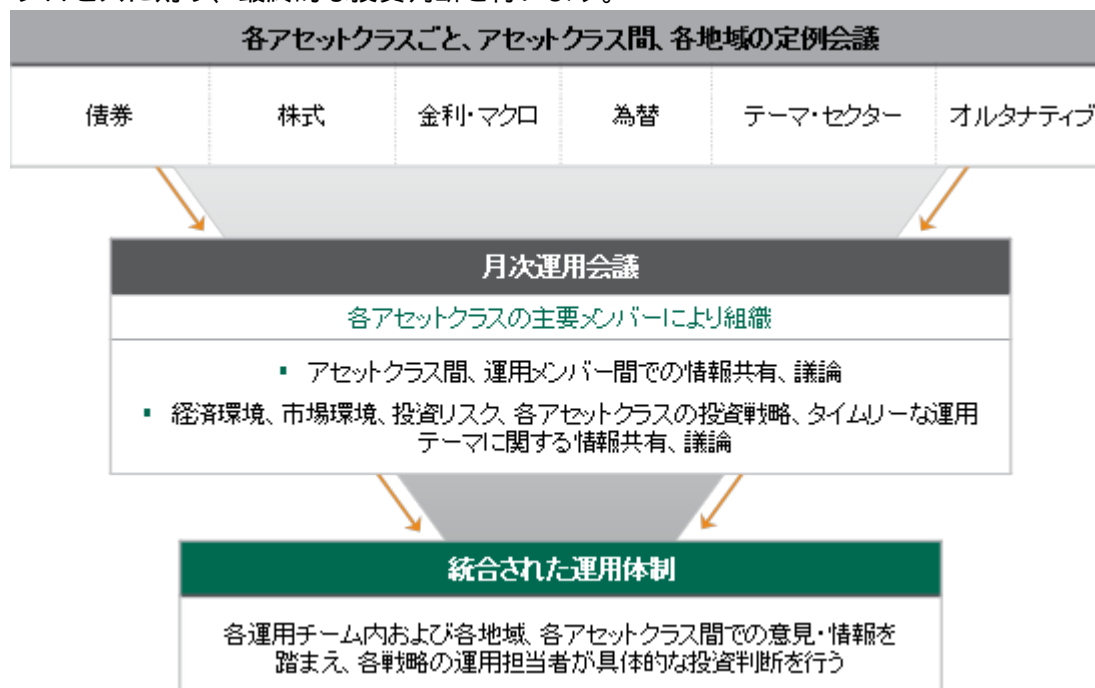 各アセットクラスごと、アセットクラス間、各地域の定例会議
債券 株式 金利・マクロ 為替 テーマ・セクター オルタナティブ
月次運用会議
各アセットクラスの主要メンバーにより組織
▪ アセットクラス間、運用メンバー間での情報共有、議論
▪ 経済環境、市場環境、投資リスク、各アセットクラスの投資戦略、タイムリーな運用
テーマに関する情報共有、議論
統合された運用体制
各運用チーム内および各地域、各アセットクラス間での意見・情報を
踏まえ、各戦略の運用担当者が具体的な投資判断を行う